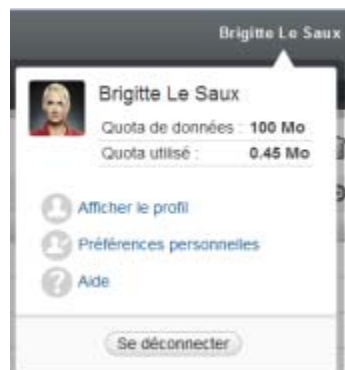 Brigitte Le Saux
Brigitte Le Saux
Quota de données : 100 Mo
Quota utilisé : 0.45 Mo
Afficher le profil
Préférences personnelles
Aide
Se déconnecter